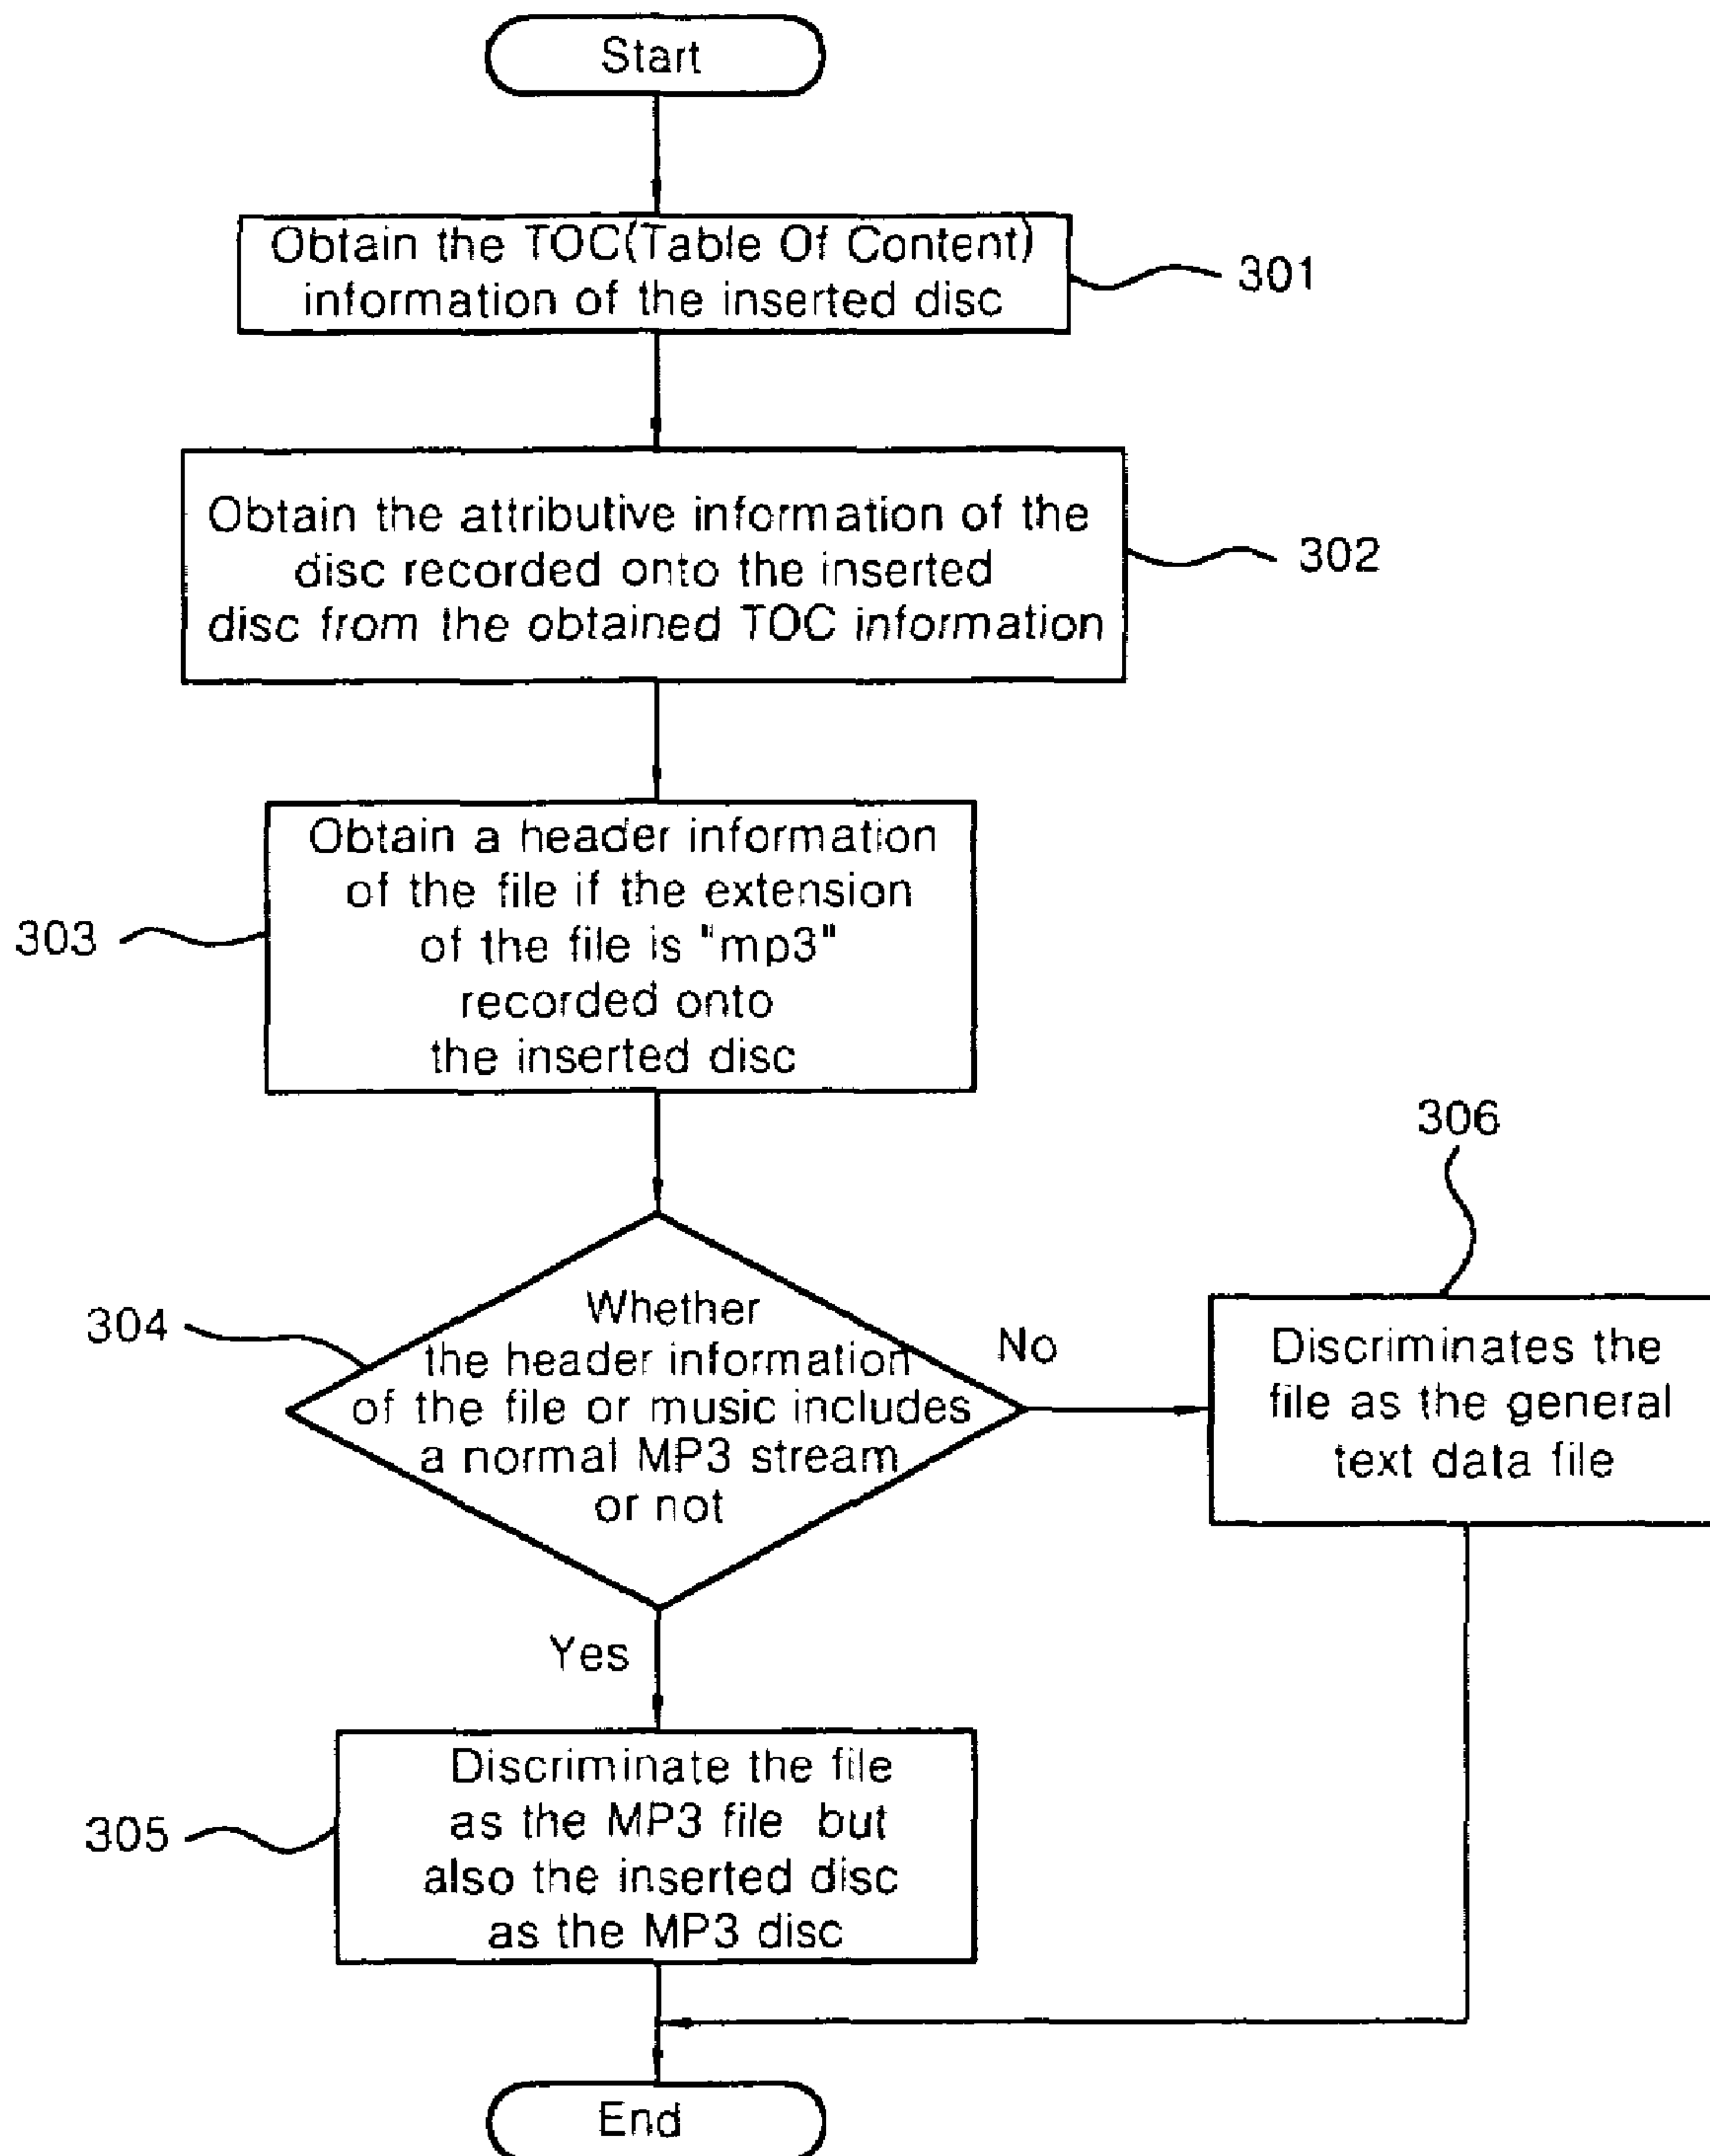 Start
Obtain the TOC(Table Of Content)
information of the inserted disc
301
Obtain the attributive information of the
disc recorded onto the inserted
disc from the obtained TOC information
302
Obtain a header information
of the file if the extension
of the file is "mp3"
recorded onto
the inserted disc
303
306
304
Whether
the header information
of the file or music includes
a normal MP3 stream
or not
No
Discriminates the
file as the general
text data file
Yes
Discriminate the file
as the MP3 file but
also the inserted disc
as the MP3 disc
305
End